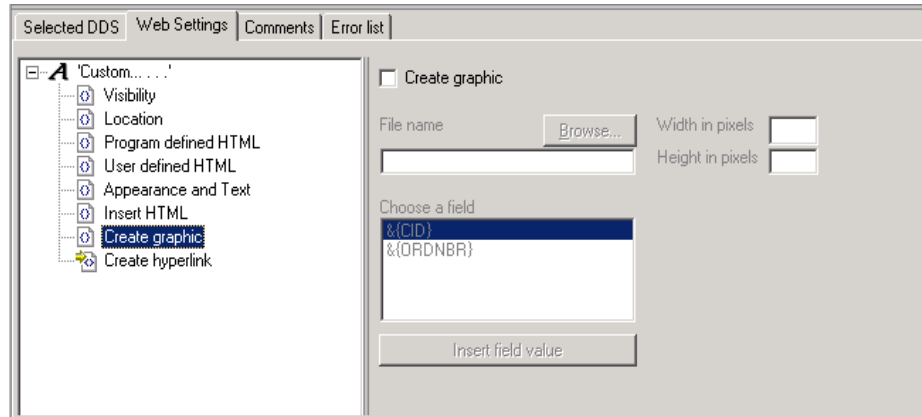 Selected DDS Web Settings Comments Error list
'Custom... . . .'
Visibility
Location
Program defined HTML
User defined HTML
Appearance and Text
Insert HTML
Create graphic
Create hyperlink
Create graphic
File name Browse... Width in pixels
Height in pixels
Choose a field
&{CID}
&{ORDNBR}
Insert field value